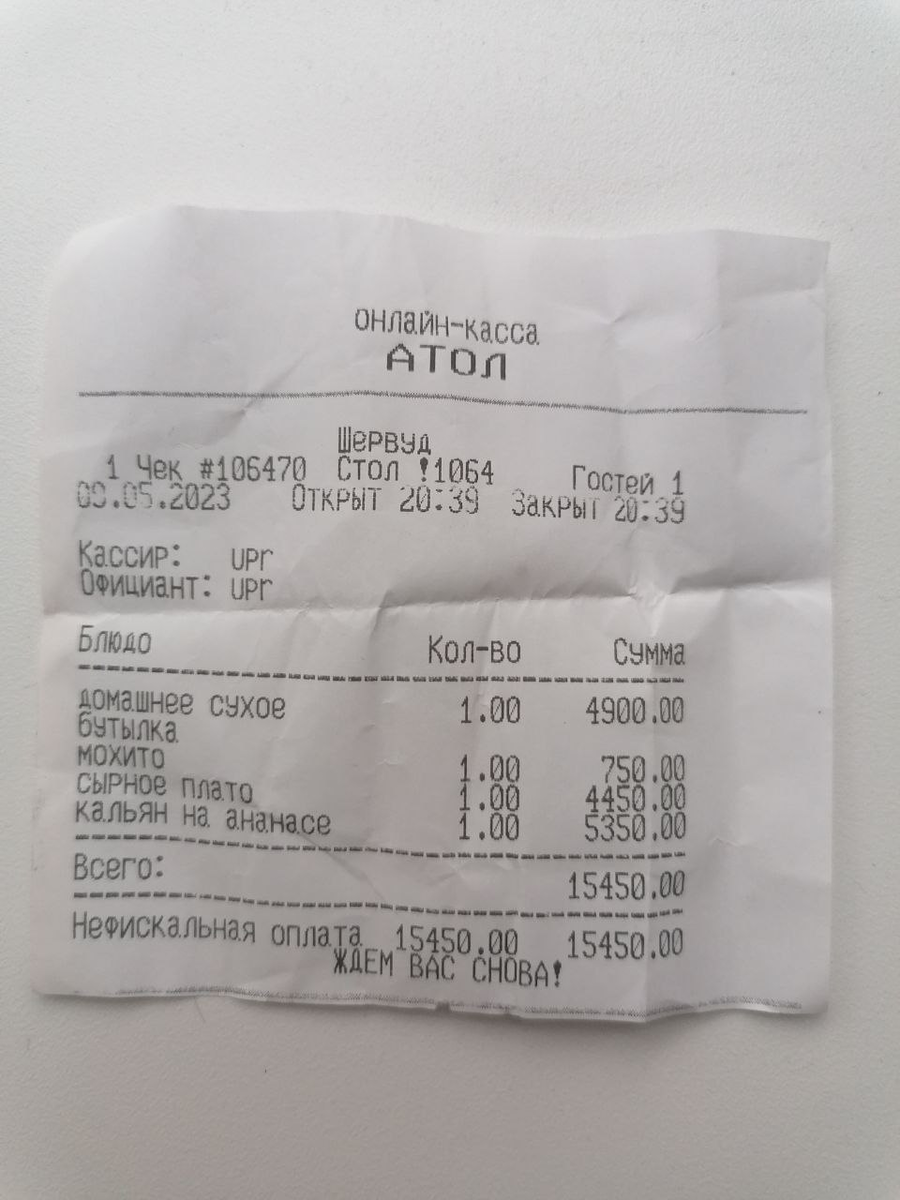 ОНЛАЙН-КАССА
АТОЛ
Шервуд
1 Чек #106470 Стол !1064 Гостей 1
09.05.2023 ОТКРЫТ 20:39 ЗАКРЫТ 20:39
Кассир: upr
Официант: upr
Блюдо Кол-во Сумма
домашнее сухое 1.00 4900.00
бутылка
мохито 1.00 750.00
сырное плато 1.00 4450.00
кальян на ананасе 1.00 5350.00
Всего: 15450.00
Нефискальная оплата 15450.00 15450.00
ЖДЕМ ВАС СНОВА!